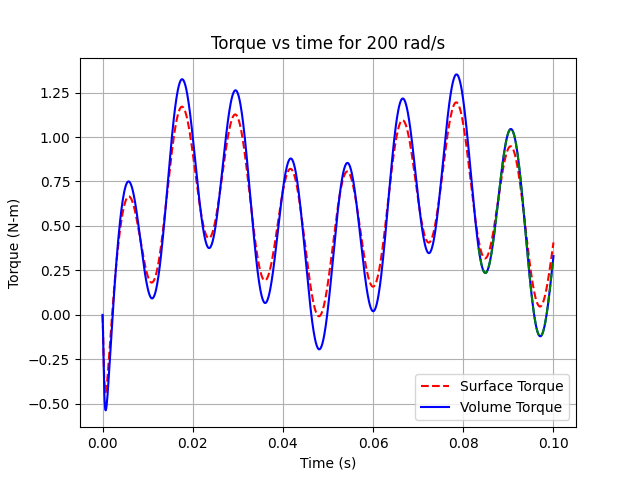 Torque vs time for 200 rad/s
Torque (N-m)
1.25
1.00
0.75
0.50
0.25
0.00
−0.25
−0.50
0.00 0.02 0.04 0.06 0.08 0.10
Time (s)
Surface Torque
Volume Torque